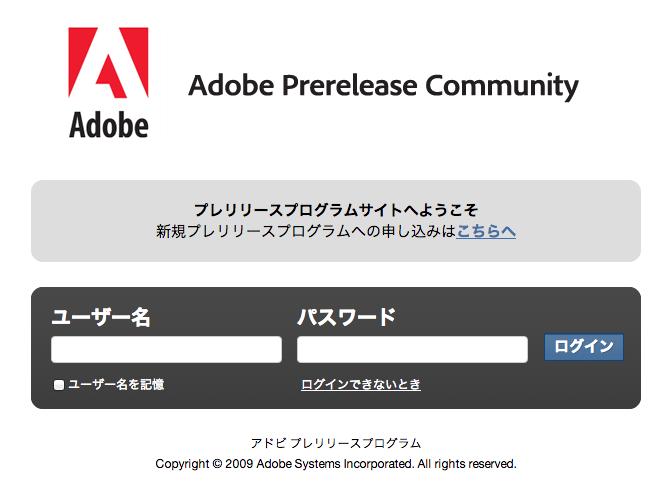 Adobe
Adobe Prerelease Community
プレリリースプログラムサイトへようこそ
新規プレリリースプログラムへの申し込みはこちらへ
ユーザー名
パスワード
ログイン
ユーザー名を記憶
ログインできないとき
アドビ プレリリースプログラム
Copyright © 2009 Adobe Systems Incorporated. All rights reserved.